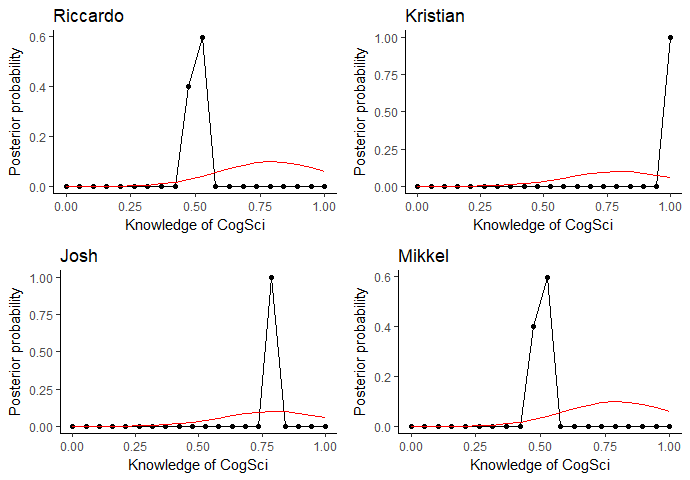 Riccardo
Posterior probability
0.6
0.4
0.2
0.0
0.00 0.25 0.50 0.75 1.00
Knowledge of CogSci
Kristian
Posterior probability
1.00
0.75
0.50
0.25
0.00
0.00 0.25 0.50 0.75 1.00
Knowledge of CogSci
Josh
Posterior probability
1.00
0.75
0.50
0.25
0.00
0.00 0.25 0.50 0.75 1.00
Knowledge of CogSci
Mikkel
Posterior probability
0.6
0.4
0.2
0.0
0.00 0.25 0.50 0.75 1.00
Knowledge of CogSci